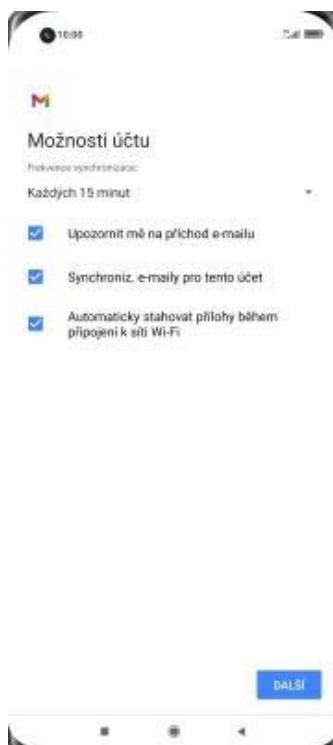 10:00
Možnosti účtu
Frekvence synchronizace:
Každých 15 minut
Upozornit mě na příchod e-mailu
Synchroniz. e-maily pro tento účet
Automaticky stahovat přílohy během
připojení k síti Wi-Fi
DALŠÍ